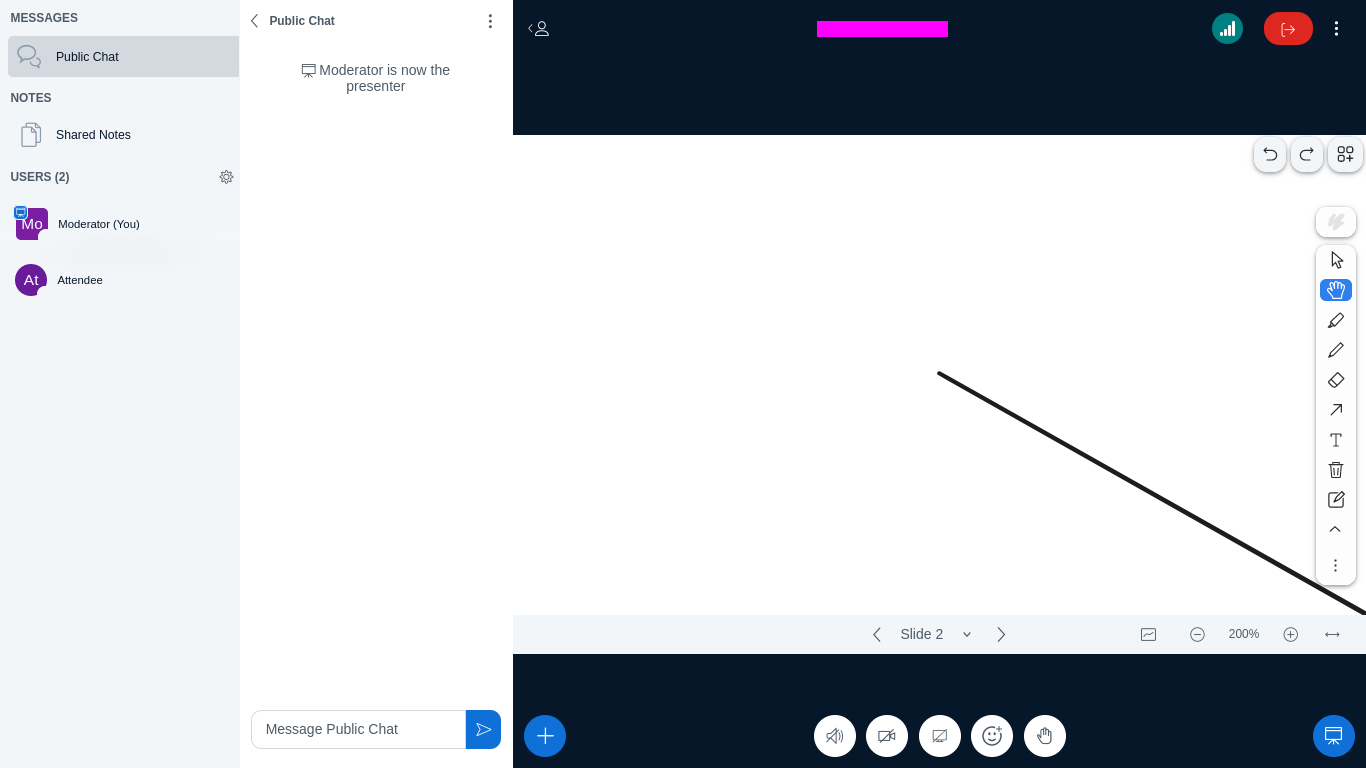 MESSAGES
Public Chat
NOTES
Shared Notes
USERS (2)
Mo
Moderator (You)
At
Attendee
Public Chat
Moderator is now the
presenter
Message Public Chat
Slide 2
200%